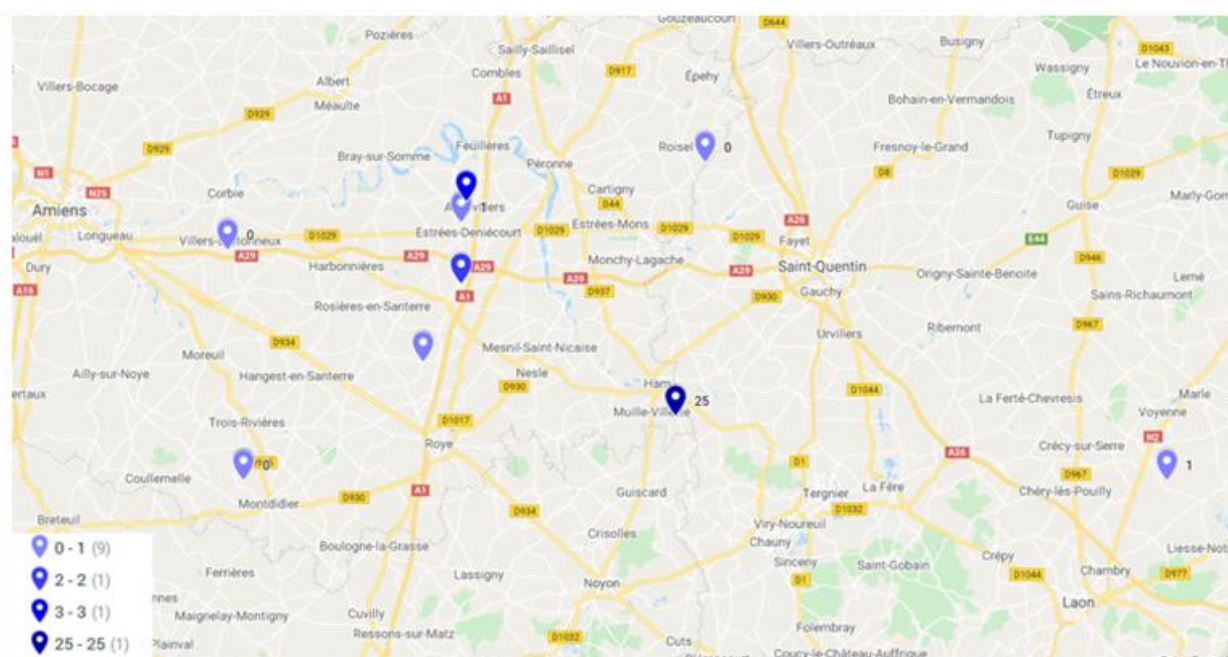 Gouzeaucourt
D644
Busigny
Pozières
Sailly-Saillisel
Villers-Outréaux
D1043
Le Nouvion-en-Th
Wassigny
Combles
D917
Épehy
Albert
Villers-Bocage
Étreux
Méaulte
A1
Bohain-en-Vermandois
D929
Tupigny
Feuillères
Roisel
0
Fresnoy-le-Grand
D929
Bray-sur-Somme
Péronne
N1
D8
D1029
N25
Corbie
Cartigny
Marly-Gom
D44
Guise
Amiens
1
A26
Estrées-Mons
Longueau
0
D1029
Estrées-Deniécourt
D1029
D1029
D1029
Fayet
E44
A29
A29
D946
Dury
Harbonnières
A29
Monchy-Lagache
A29
Saint-Quentin
Origny-Sainte-Benoite
Lemé
A29
D937
A16
A1
D930
Gauchy
Sains-Richaumont
Rosières-en-Santerre
Ribemont
D967
Urvillers
D934
Moreuil
Mesnil-Saint-Nicaise
Ailly-sur-Noye
Hangest-en-Santerre
Nesle
D930
Ham
D1044
Marle
25
La Ferté-Chevresis
Voyenne
Trois-Rivières
D1017
N2
Roye
Crécy-sur-Serre
A26
0
D1
1
Coullemelle
D967
A1
Guiscard
Tergnier
La Fère
Chéry-lès-Pouilly
Montdidier
D930
D934
D1032
Breteuil
Viry-Noureuil
Crisolles
Chauny
Boulogne-la-Grasse
Liesse-Not
0 - 1 (9)
Sinceny
Crépy
Saint-Gobain
Chambry
Ferrières
Lassigny
D1
D1044
D977
2 - 2 (1)
Noyon
Laon
3 - 3 (1)
Maignelay-Montigny
Cuvilly
Folembray
Ressons-sur-Matz
D1032
Cuts
25 - 25 (1)
Plainval
Coucy-le-Château-Auffrique